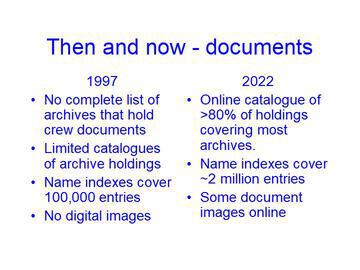 Then and now - documents
1997
• No complete list of
archives that hold
crew documents
• Limited catalogues
of archive holdings
• Name indexes cover
100,000 entries
• No digital images
2022
• Online catalogue of
>80% of holdings
covering most
archives.
• Name indexes cover
~2 million entries
• Some document
images online